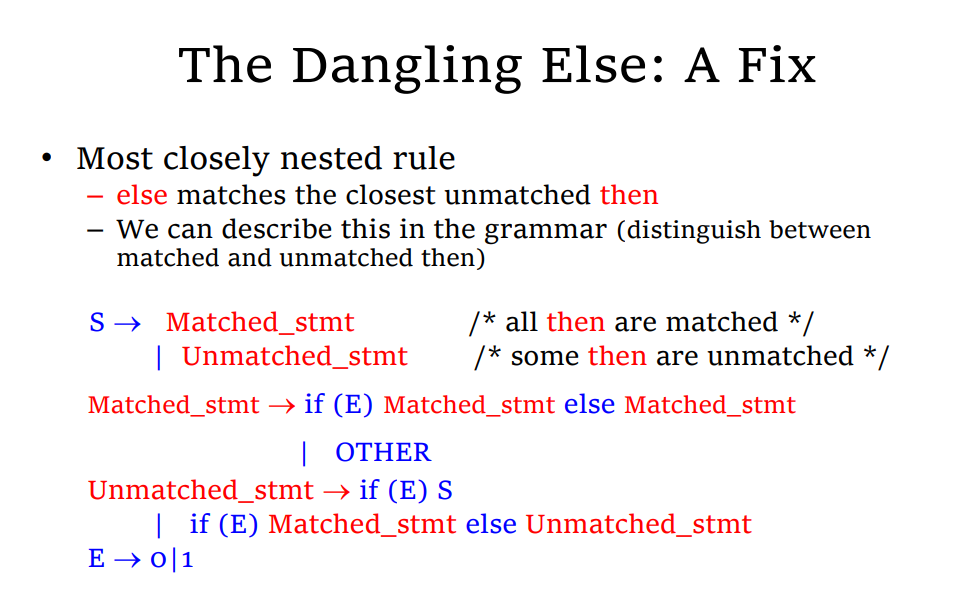 The Dangling Else: A Fix
• Most closely nested rule
– else matches the closest unmatched then
– We can describe this in the grammar (distinguish between
matched and unmatched then)
S → Matched_stmt /* all then are matched */
| Unmatched_stmt /* some then are unmatched */
Matched_stmt → if (E) Matched_stmt else Matched_stmt
| OTHER
Unmatched_stmt → if (E) S
| if (E) Matched_stmt else Unmatched_stmt
E → 0|1